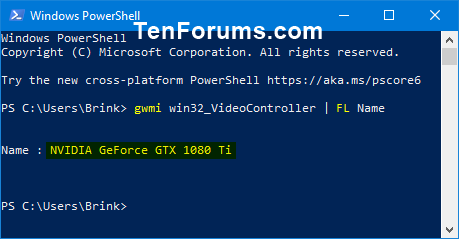 Windows PowerShell
TenForums.com
Windows PowerShell
Copyright (C) Microsoft Corporation. All rights reserved.
Try the new cross-platform PowerShell https://aka.ms/pscore6
PS C:\Users\Brink> gwmi win32_VideoController | FL Name
Name : NVIDIA GeForce GTX 1080 Ti
PS C:\Users\Brink>